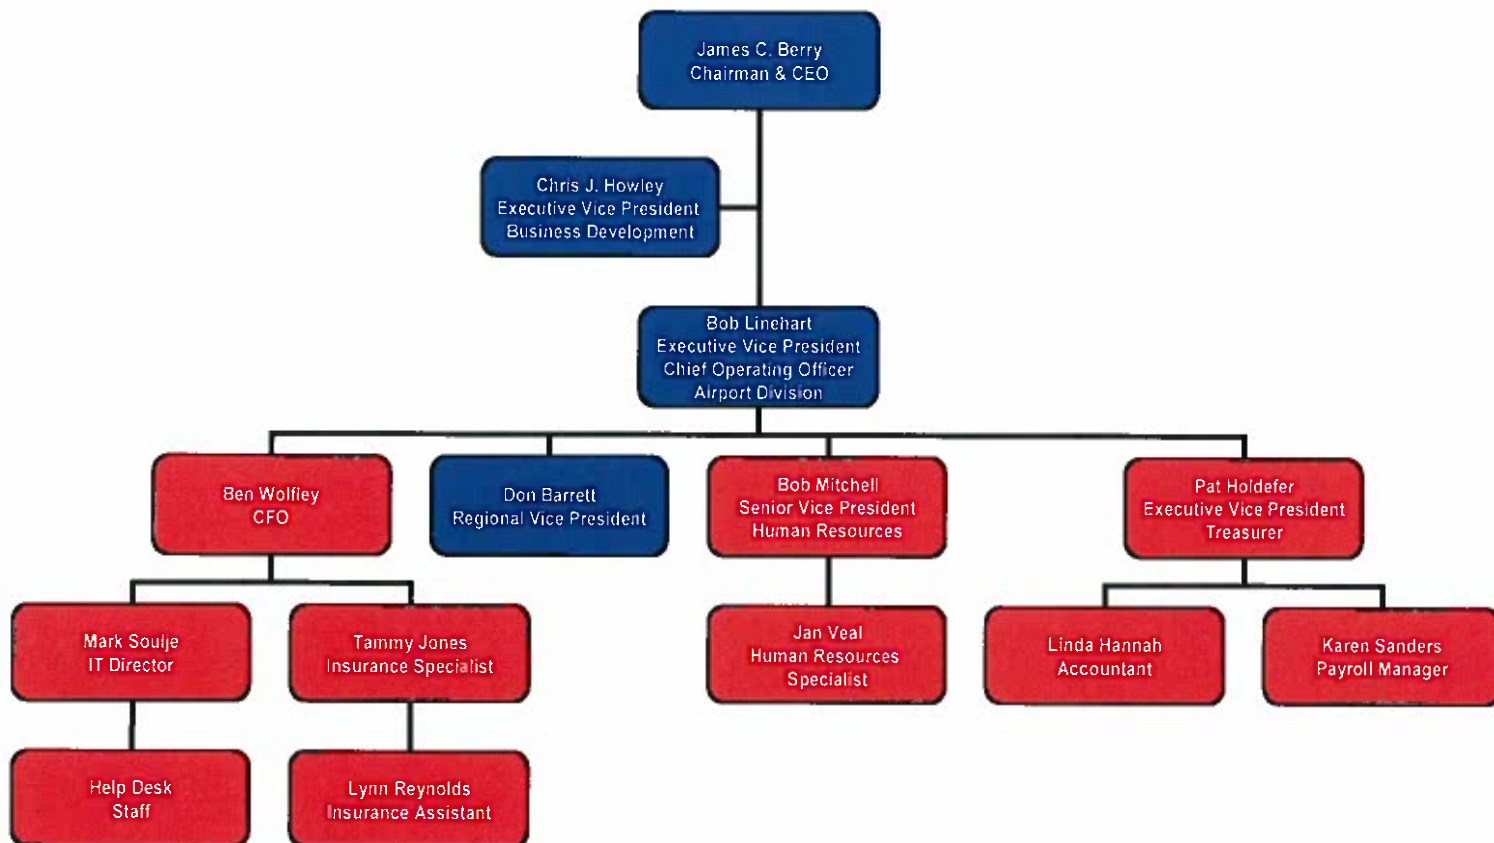 James C. Berry
Chairman & CEO
Chris J. Howley
Executive Vice President
Business Development
Bob Linehart
Executive Vice President
Chief Operating Officer
Airport Division
Ben Wolfley
CFO
Don Barrett
Regional Vice President
Bob Mitchell
Senior Vice President
Human Resources
Pat Holdefer
Executive Vice President
Treasurer
Mark Soulje
IT Director
Tammy Jones
Insurance Specialist
Jan Veal
Human Resources
Specialist
Linda Hannah
Accountant
Karen Sanders
Payroll Manager
Help Desk
Staff
Lynn Reynolds
Insurance Assistant